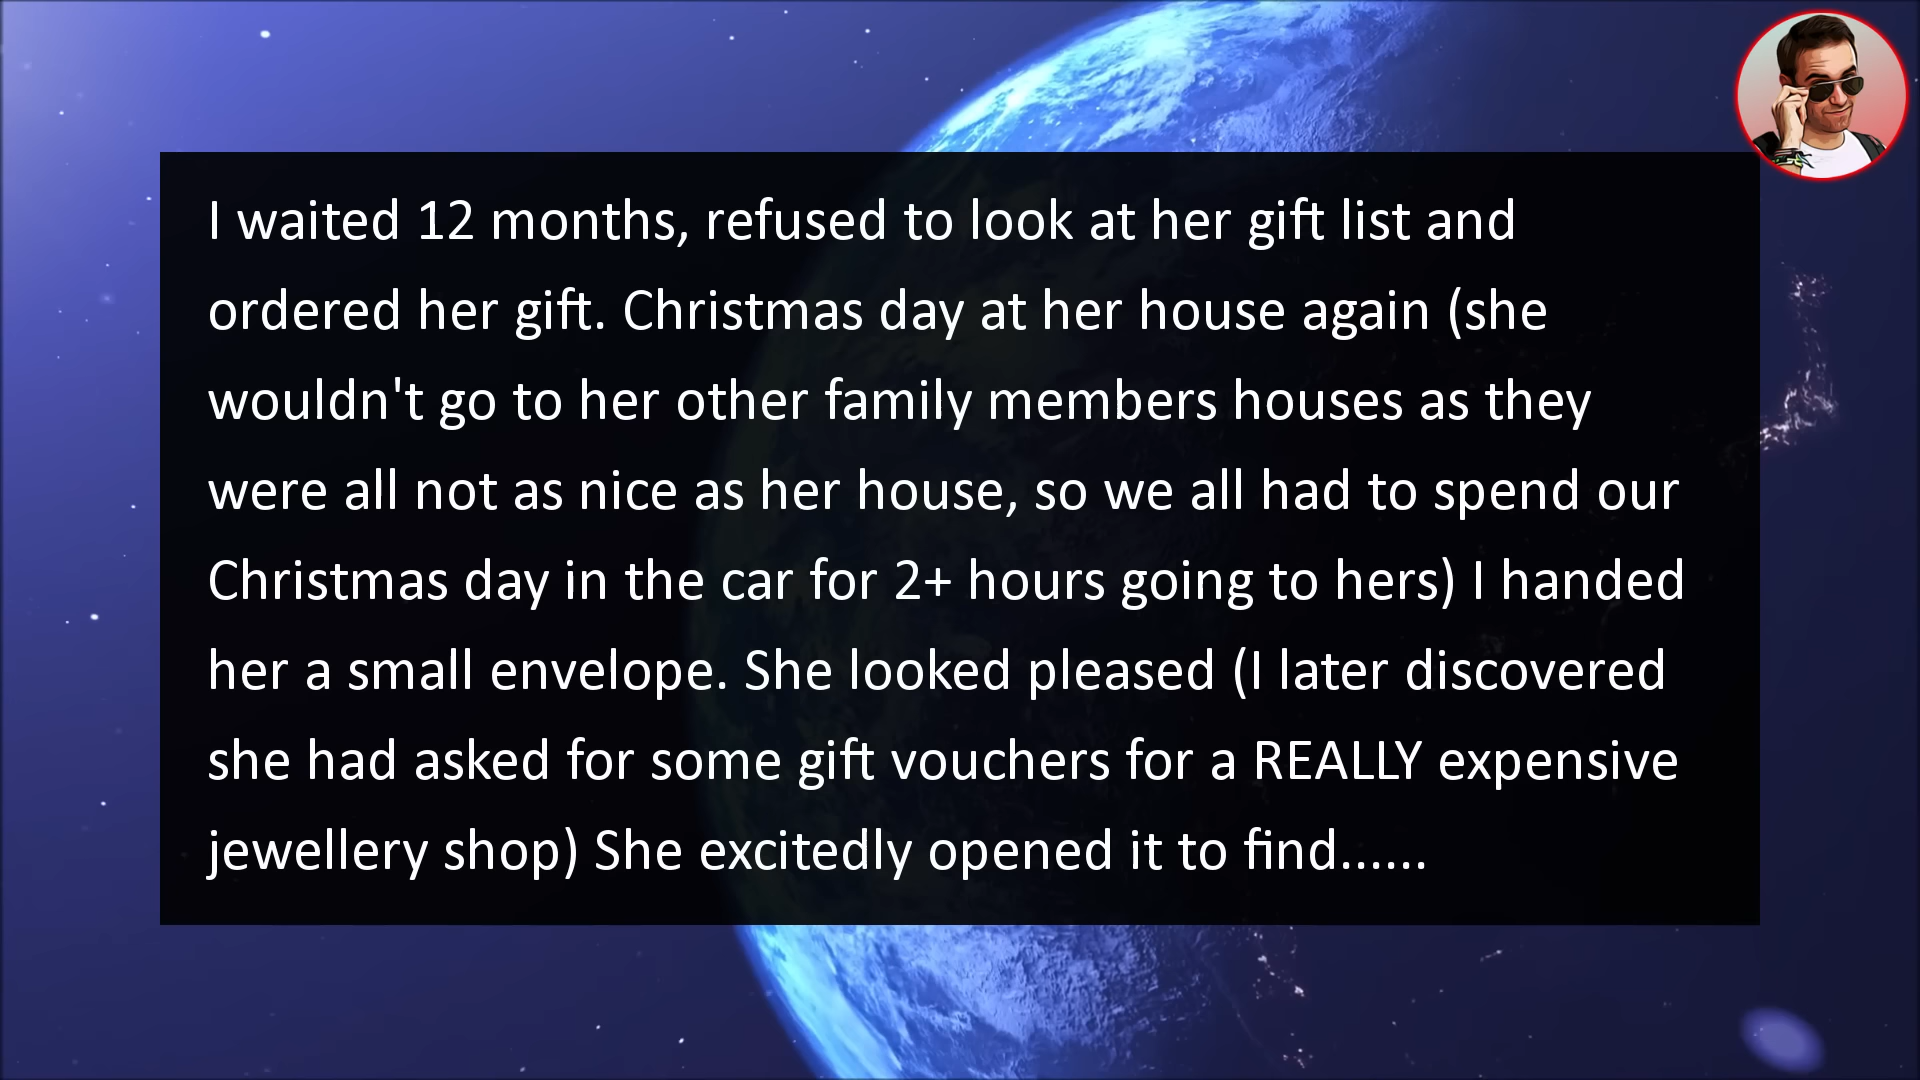 I waited 12 months, refused to look at her gift list and
ordered her gift. Christmas day at her house again (she
wouldn't go to her other family members houses as they
were all not as nice as her house, so we all had to spend our
Christmas day in the car for 2+ hours going to hers) I handed
her a small envelope. She looked pleased (I later discovered
she had asked for some gift vouchers for a REALLY expensive
jewellery shop) She excitedly opened it to find......